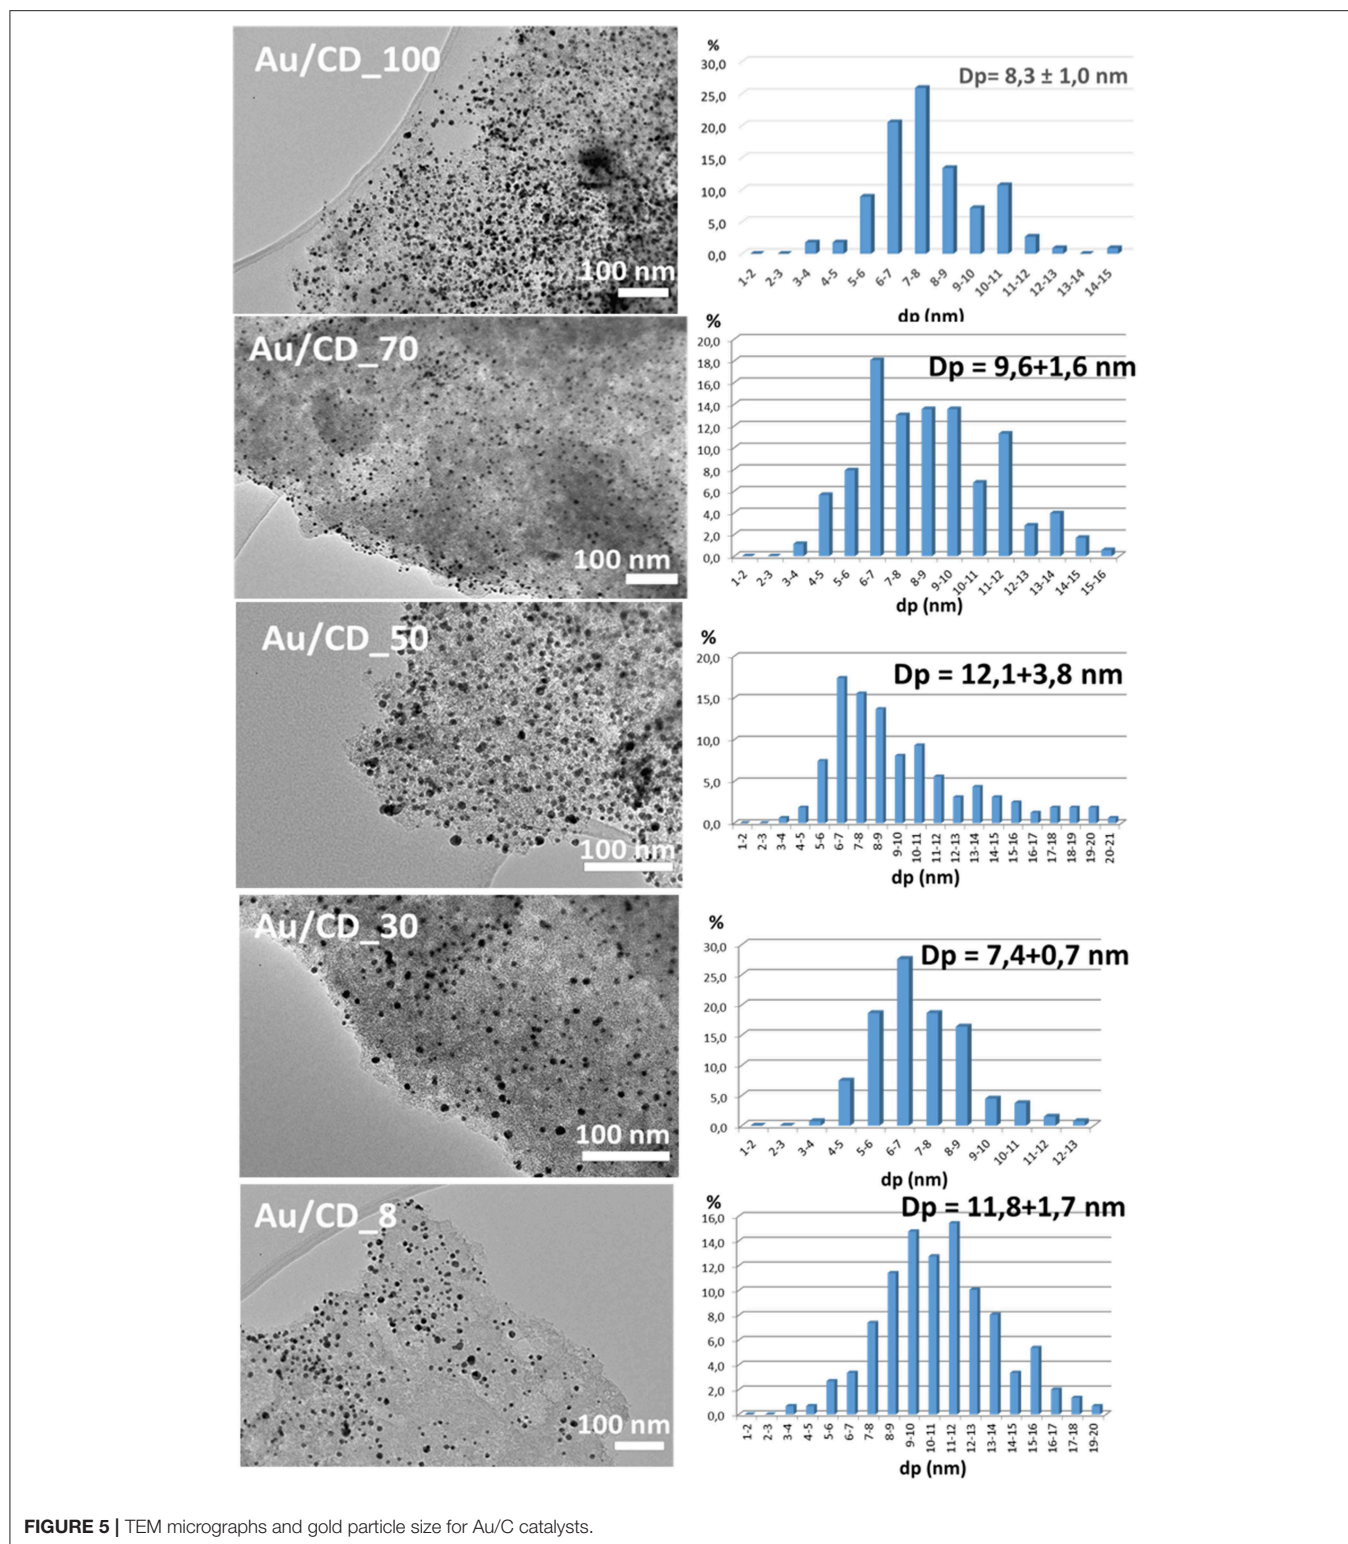 Au/CD_100
100 nm
%
Dp= 8,3 ± 1,0 nm
30,0
25,0
20,0
15,0
10,0
5,0
0,0
1-2 2-3 3-4 4-5 5-6 6-7 7-8 8-9 9-10 10-11 11-12 12-13 13-14 14-15
dp (nm)
Au/CD_70
100 nm
%
Dp = 9,6+1,6 nm
20,0
18,0
16,0
14,0
12,0
10,0
8,0
6,0
4,0
2,0
0,0
1-2 2-3 3-4 4-5 5-6 6-7 7-8 8-9 9-10 10-11 11-12 12-13 13-14 14-15 15-16
dp (nm)
Au/CD_50
100 nm
%
Dp = 12,1+3,8 nm
20,0
15,0
10,0
5,0
0,0
1-2 2-3 3-4 4-5 5-6 6-7 7-8 8-9 9-10 10-11 11-12 12-13 13-14 14-15 15-16 16-17 17-18 18-19 19-20 20-21
dp (nm)
Au/CD_30
100 nm
%
Dp = 7,4+0,7 nm
30,0
25,0
20,0
15,0
10,0
5,0
0,0
1-2 2-3 3-4 4-5 5-6 6-7 7-8 8-9 9-10 10-11 11-12 12-13
dp (nm)
Au/CD_8
100 nm
%
Dp = 11,8+1,7 nm
16,0
14,0
12,0
10,0
8,0
6,0
4,0
2,0
0,0
1-2 2-3 3-4 4-5 5-6 6-7 7-8 8-9 9-10 10-11 11-12 12-13 13-14 14-15 15-16 16-17 17-18 19-20
dp (nm)
FIGURE 5 | TEM micrographs and gold particle size for Au/C catalysts.